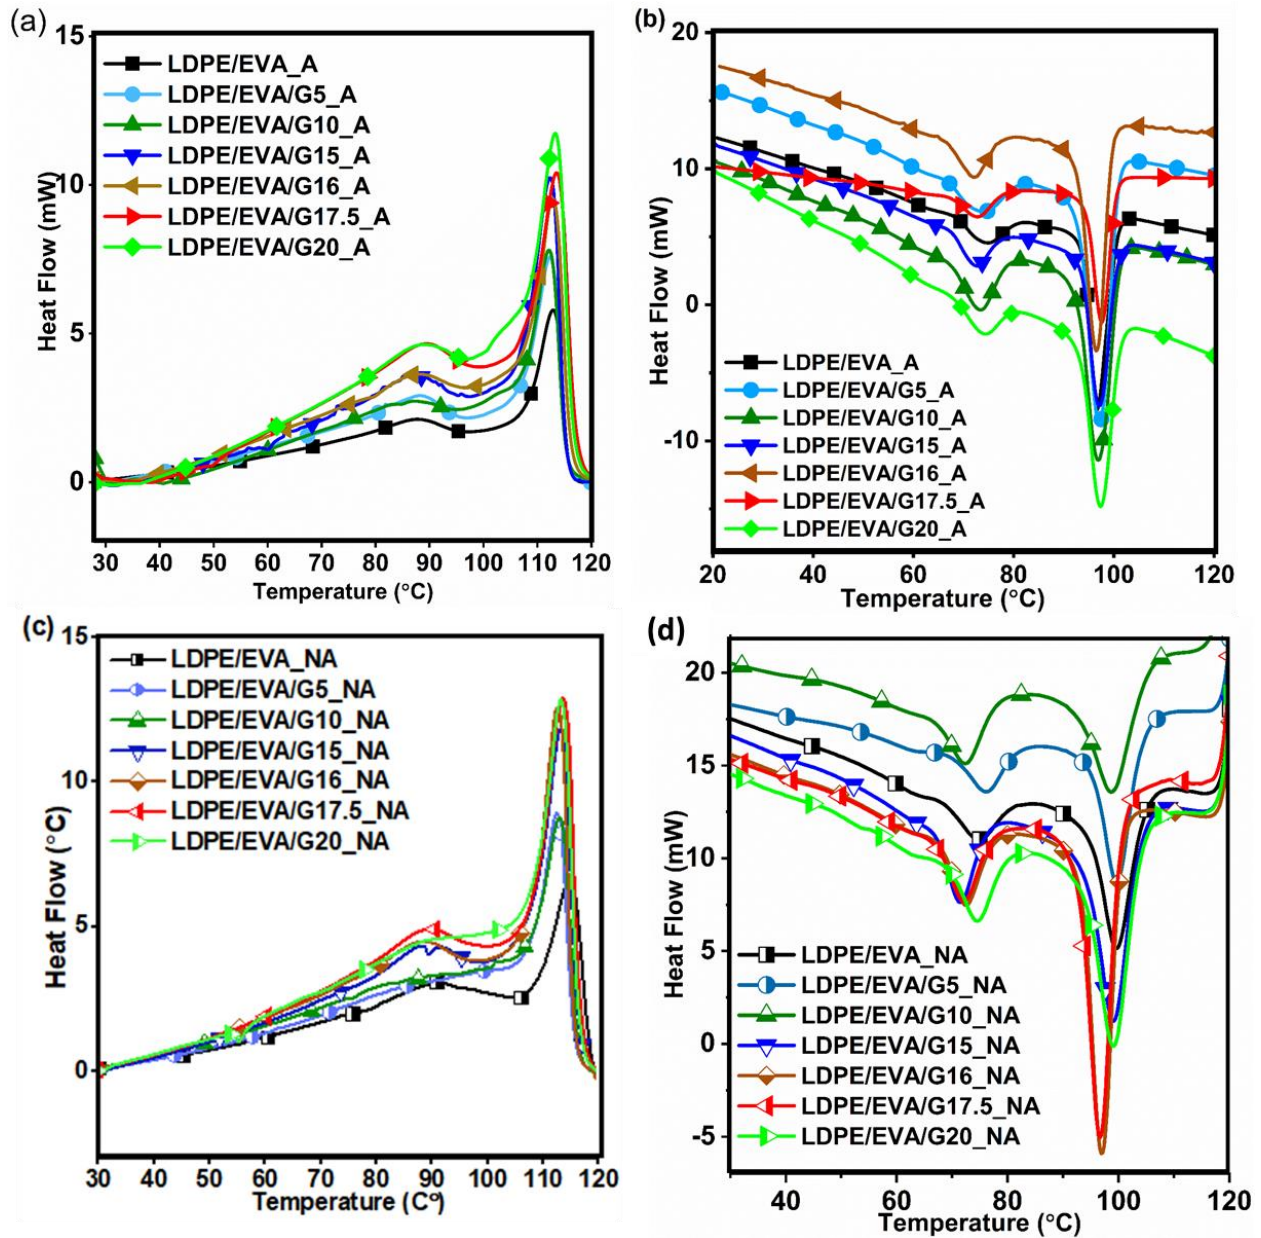 (a)
15
10
5
0
Heat Flow (mW)
LDPE/EVA_A
LDPE/EVA/G5_A
LDPE/EVA/G10_A
LDPE/EVA/G15_A
LDPE/EVA/G16_A
LDPE/EVA/G17.5_A
LDPE/EVA/G20_A
30 40 50 60 70 80 90 100 110 120
Temperature (°C)
(b)
20
10
0
-10
Heat Flow (mW)
LDPE/EVA_A
LDPE/EVA/G5_A
LDPE/EVA/G10_A
LDPE/EVA/G15_A
LDPE/EVA/G16_A
LDPE/EVA/G17.5_A
LDPE/EVA/G20_A
20 40 60 80 100 120
Temperature (°C)
(c)
15
10
5
0
Heat Flow (°C)
LDPE/EVA_NA
LDPE/EVA/G5_NA
LDPE/EVA/G10_NA
LDPE/EVA/G15_NA
LDPE/EVA/G16_NA
LDPE/EVA/G17.5_NA
LDPE/EVA/G20_NA
30 40 50 60 70 80 90 100 110 120
Temperature (C°)
(d)
20
15
10
5
0
-5
Heat Flow (mW)
LDPE/EVA_NA
LDPE/EVA/G5_NA
LDPE/EVA/G10_NA
LDPE/EVA/G15_NA
LDPE/EVA/G16_NA
LDPE/EVA/G17.5_NA
LDPE/EVA/G20_NA
40 60 80 100 120
Temperature (°C)